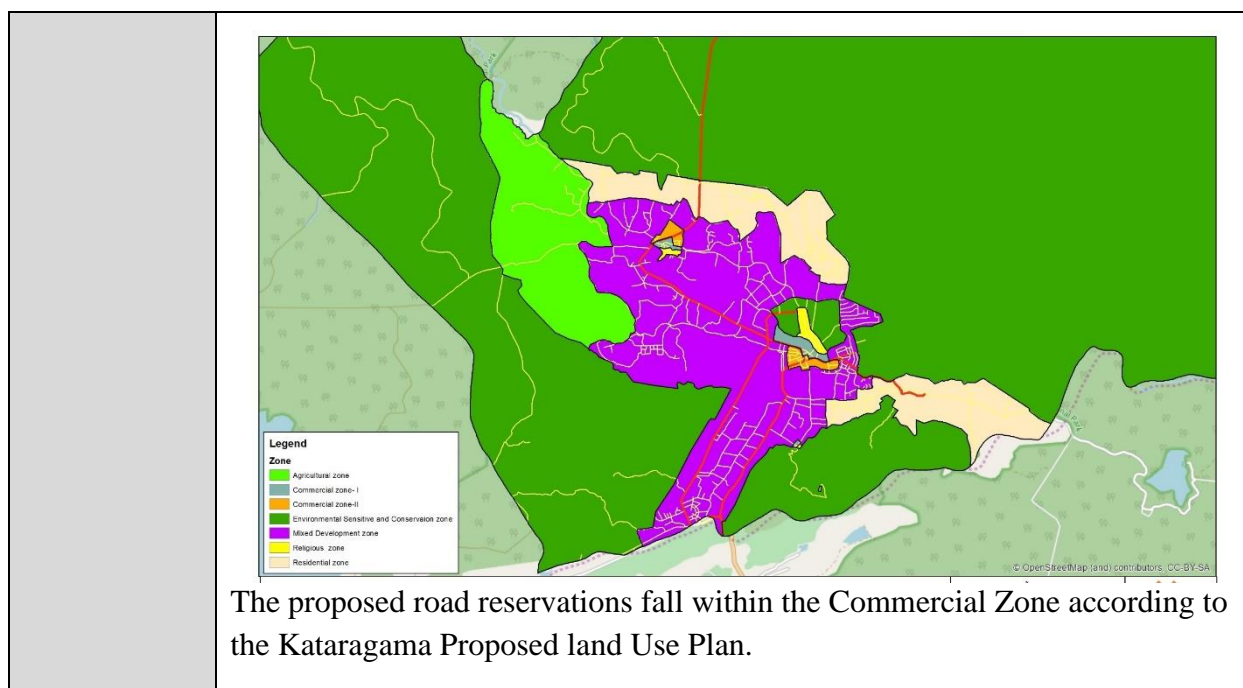 Park
Legend
Zone
Agricultural zone
Commercial zone- I
Commercial zone-II
Environmental Sensitive and Conservaion zone
Mixed Development zone
Religious zone
Residential zone
© OpenStreetMap (and) contributors, CC-BY-SA
The proposed road reservations fall within the Commercial Zone according to
the Kataragama Proposed land Use Plan.